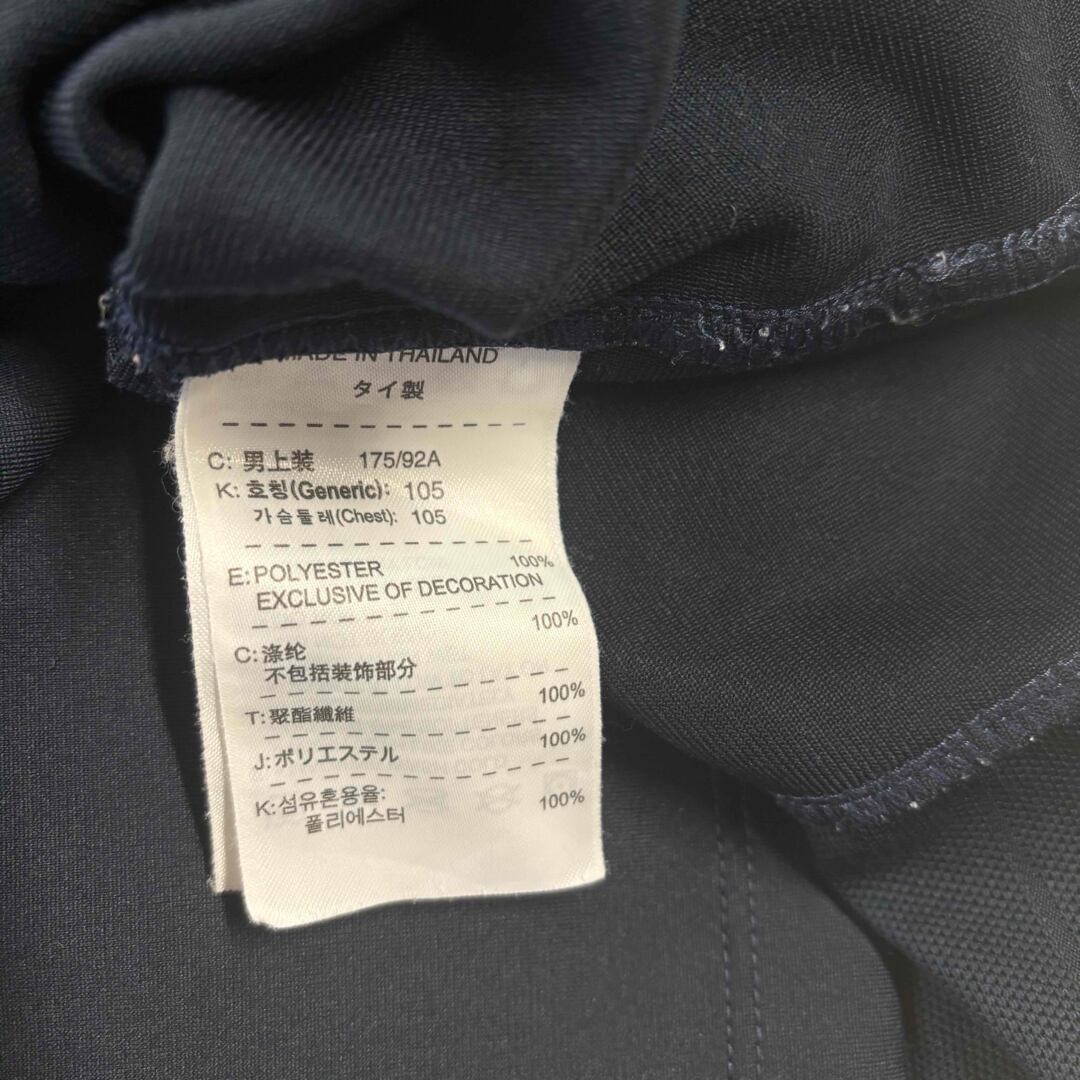 MADE IN THAILAND
タイ製
C: 男上装 175/92A
K: 호칭(Generic): 105
가슴둘레(Chest): 105
E: POLYESTER 100%
EXCLUSIVE OF DECORATION
C: 涤纶 100%
不包括装饰部分
T: 聚酯纖維 100%
J: ポリエステル 100%
K: 섬유혼용율:
폴리에스터 100%